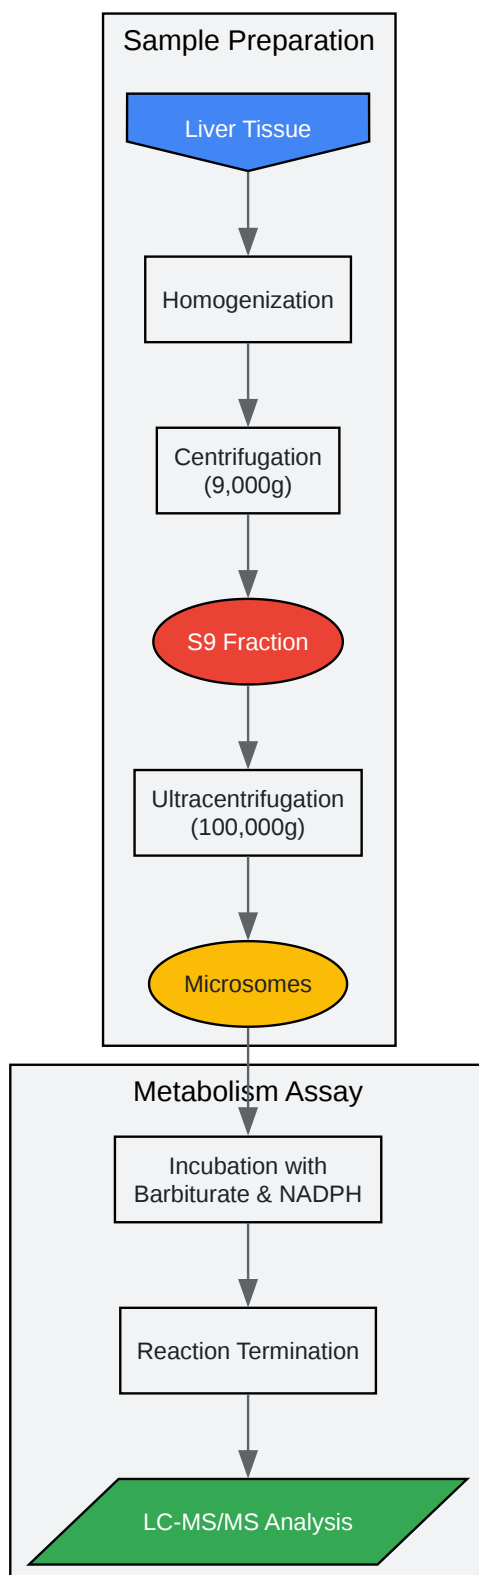 Sample Preparation
Liver Tissue
Homogenization
Centrifugation
(9,000g)
S9 Fraction
Ultracentrifugation
(100,000g)
Microsomes
Metabolism Assay
Incubation with
Barbiturate & NADPH
Reaction Termination
LC-MS/MS Analysis